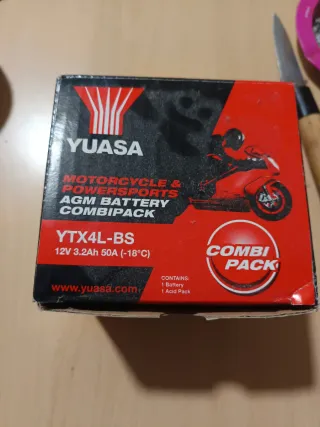 YUASA
MOTORCYCLE &
POWERSPORTS
AGM BATTERY
COMBIPACK
YTX4L-BS
12V 3.2Ah 50A (-18°C)
COMBI
PACK
CONTAINS:
1 Battery
1 Acid Pack
www.yuasa.com